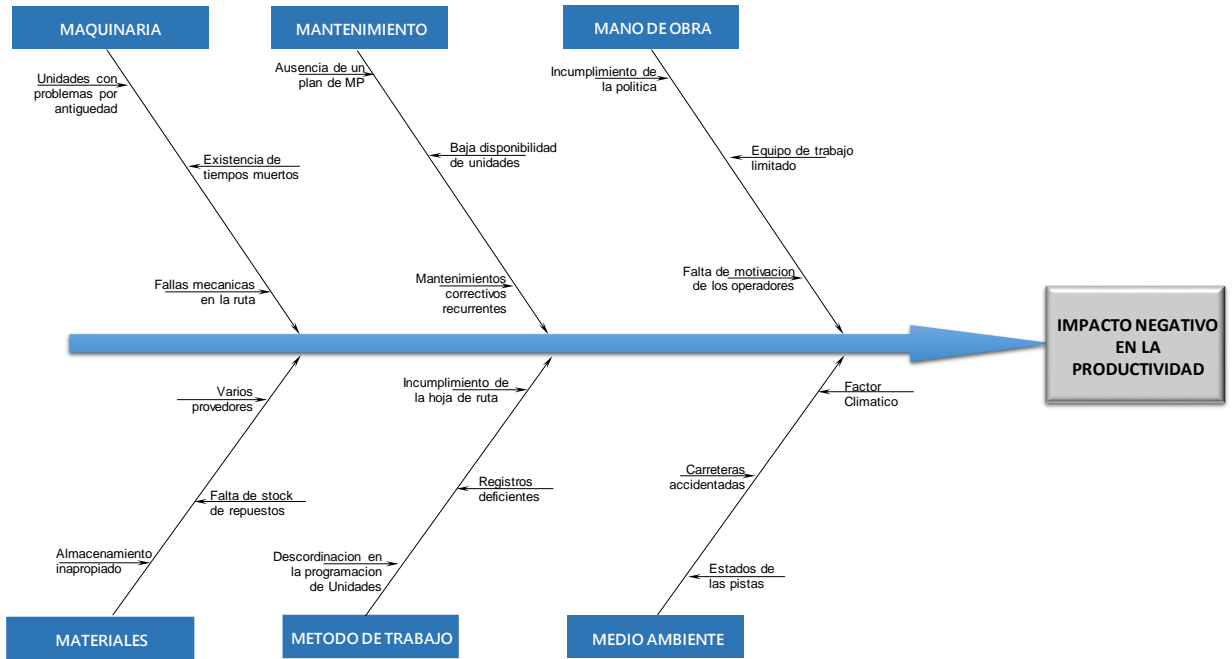 MAQUINARIA
MANTENIMIENTO
MANO DE OBRA
Unidades con
problemas por
antiguedad
Existencia de
tiempos muertos
Fallas mecanicas
en la ruta
Ausencia de un
plan de MP
Baja disponibilidad
de unidades
Mantenimientos
correctivos
recurrentes
Incumplimiento de
la politica
Equipo de trabajo
limitado
Falta de motivacion
de los operadores
IMPACTO NEGATIVO
EN LA
PRODUCTIVIDAD
Varios
provedores
Falta de stock
de repuestos
Almacenamiento
inapropiado
Incumplimiento de
la hoja de ruta
Registros
deficientes
Descordinacion en
la programacion
de Unidades
Factor
Climatico
Carreteras
accidentadas
Estados de
las pistas
MATERIALES
METODO DE TRABAJO
MEDIO AMBIENTE